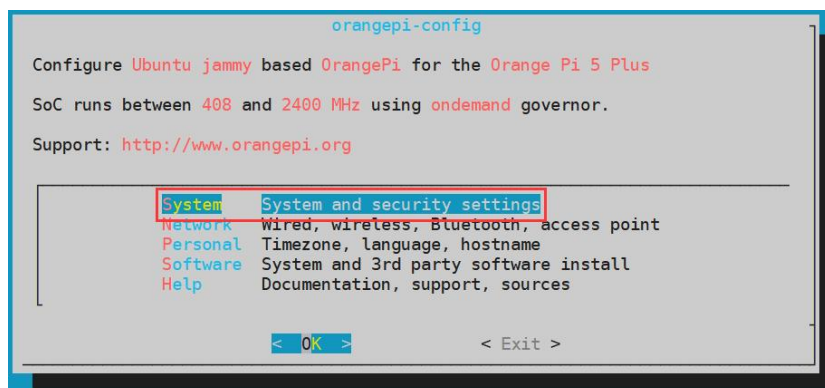 orangepi-config
Configure Ubuntu jammy based OrangePi for the Orange Pi 5 Plus
SoC runs between 408 and 2400 MHz using ondemand governor.
Support: http://www.orangepi.org
System System and security settings
Network Wired, wireless, Bluetooth, access point
Personal Timezone, language, hostname
Software System and 3rd party software install
Help Documentation, support, sources
< OK > < Exit >